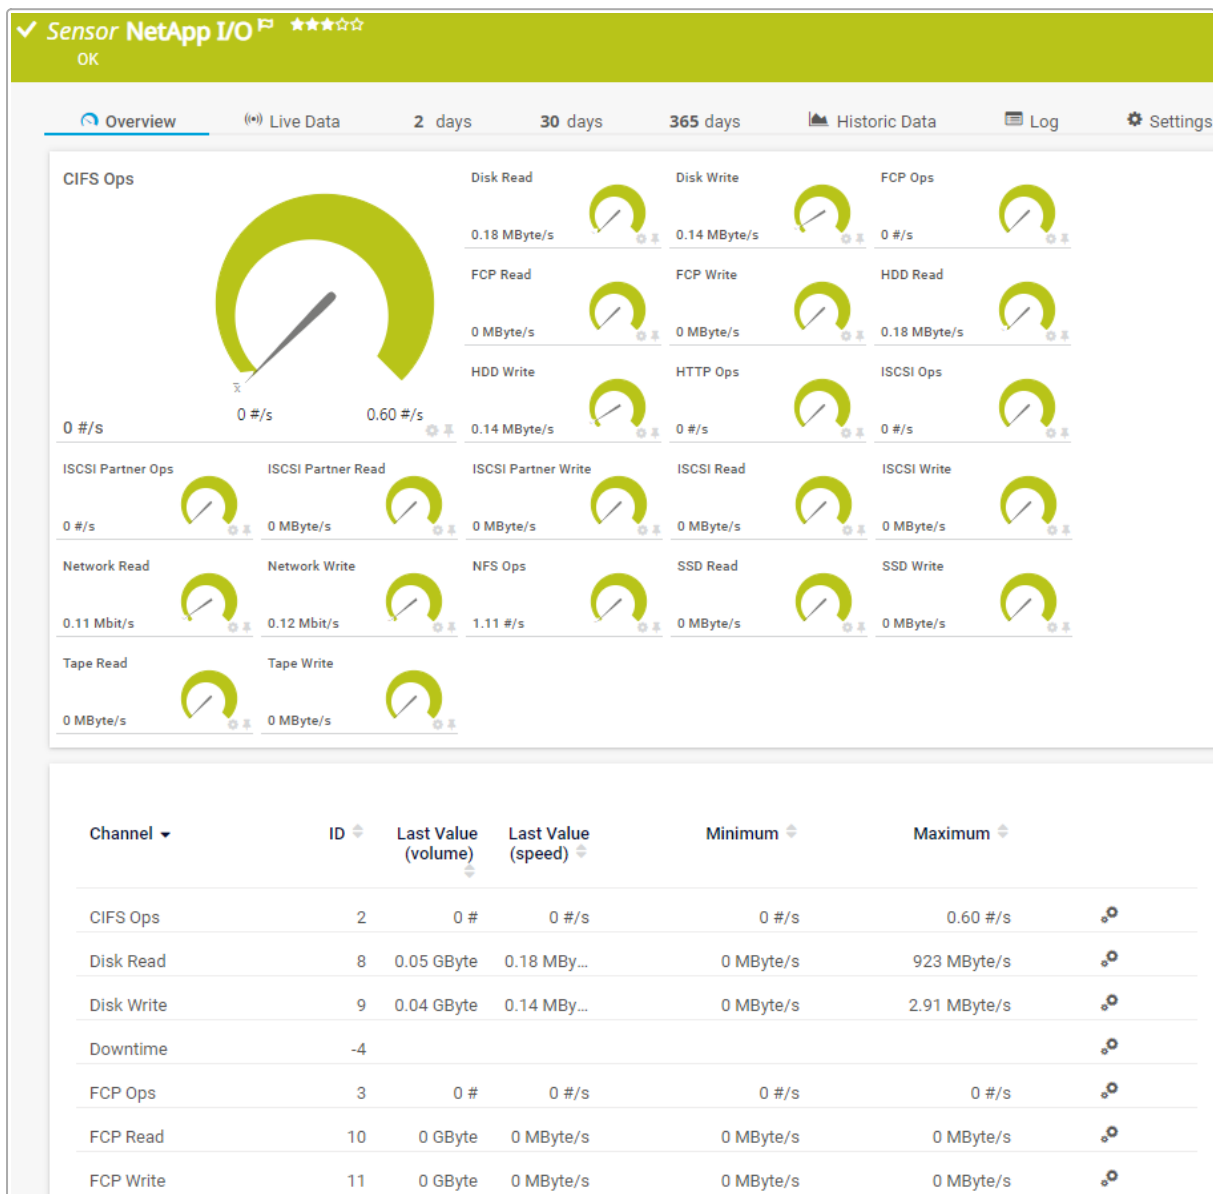 Sensor NetApp I/O
OK
Overview Live Data 2 days 30 days 365 days Historic Data Log Settings
CIFS Ops
x̄
0 #/s 0.60 #/s
0 #/s
Disk Read Disk Write FCP Ops
0.18 MByte/s 0.14 MByte/s 0 #/s
FCP Read FCP Write HDD Read
0 MByte/s 0 MByte/s 0.18 MByte/s
HDD Write HTTP Ops ISCSI Ops
0.14 MByte/s 0 #/s 0 #/s
ISCSI Partner Ops ISCSI Partner Read ISCSI Partner Write ISCSI Read ISCSI Write
0 #/s 0 MByte/s 0 MByte/s 0 MByte/s 0 MByte/s
Network Read Network Write NFS Ops SSD Read SSD Write
0.11 Mbit/s 0.12 Mbit/s 1.11 #/s 0 MByte/s 0 MByte/s
Tape Read Tape Write
0 MByte/s 0 MByte/s
Channel ID Last Value (volume) Last Value (speed) Minimum Maximum
CIFS Ops 2 0 # 0 #/s 0 #/s 0.60 #/s
Disk Read 8 0.05 GByte 0.18 MBy... 0 MByte/s 923 MByte/s
Disk Write 9 0.04 GByte 0.14 MBy... 0 MByte/s 2.91 MByte/s
Downtime -4
FCP Ops 3 0 # 0 #/s 0 #/s 0 #/s
FCP Read 10 0 GByte 0 MByte/s 0 MByte/s 0 MByte/s
FCP Write 11 0 GByte 0 MByte/s 0 MByte/s 0 MByte/s